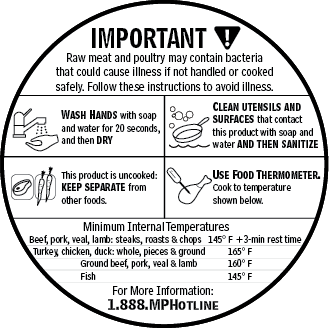 IMPORTANT !
Raw meat and poultry may contain bacteria
that could cause illness if not handled or cooked
safely. Follow these instructions to avoid illness.
WASH HANDS with soap
and water for 20 seconds,
and then DRY
CLEAN UTENSILS AND
SURFACES that contact
this product with soap and
water AND THEN SANITIZE
This product is uncooked:
KEEP SEPARATE from
other foods.
USE FOOD THERMOMETER.
Cook to temperature
shown below.
Minimum Internal Temperatures
Beef, pork, veal, lamb: steaks, roasts & chops 145° F +3-min rest time
Turkey, chicken, duck: whole, pieces & ground 165° F
Ground beef, pork, veal & lamb 160° F
Fish 145° F
For More Information:
1.888.MPHOTLINE